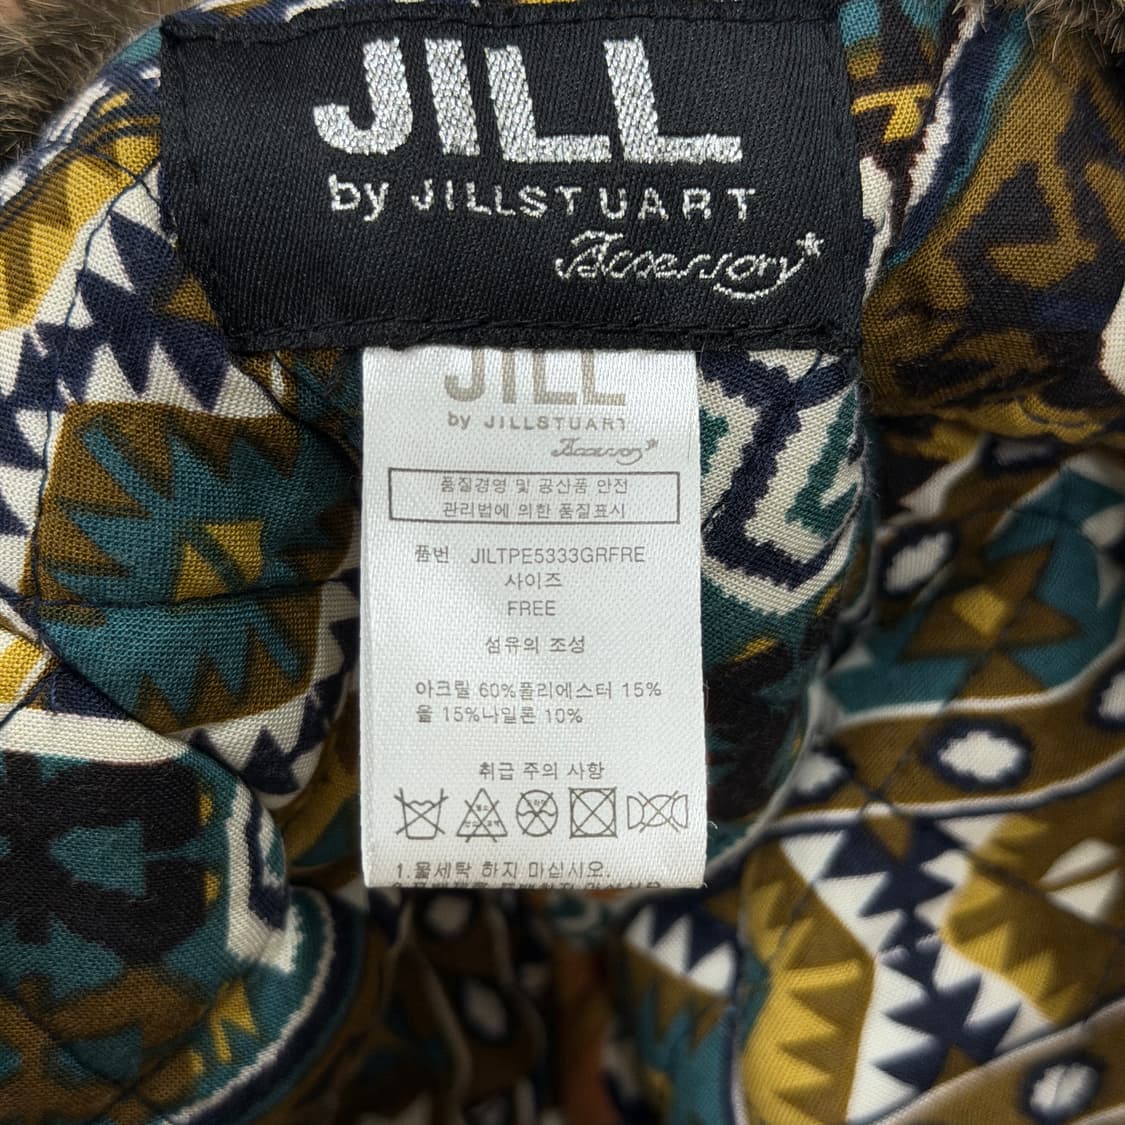 JILL
by JILLSTUART
Accessory
JILL
by JILLSTUART
Accessory
품질경영 및 공산품 안전
관리법에 의한 품질표시
품번 JILTPE5333GRFRE
사이즈
FREE
섬유의 조성
아크릴 60%폴리에스터 15%
울 15%나일론 10%
취급 주의 사항
1.물세탁 하지 마십시오.